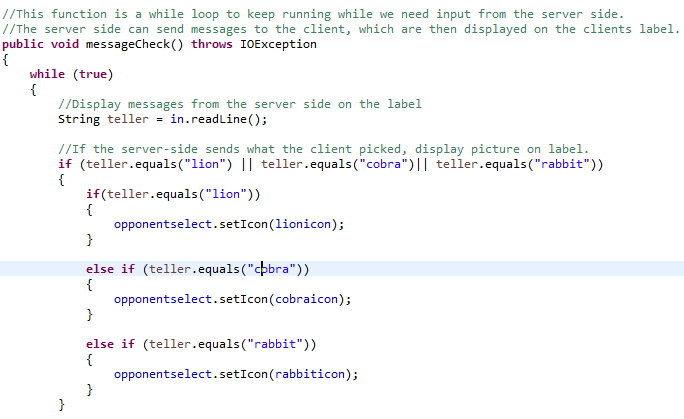 //This function is a while loop to keep running while we need input from the server side.
//The server side can send messages to the client, which are then displayed on the clients label.
public void messageCheck() throws IOException
{
    while (true)
    {
        //Display messages from the server side on the label
        String teller = in.readLine();

        //If the server-side sends what the client picked, display picture on label.
        if (teller.equals("lion") || teller.equals("cobra")|| teller.equals("rabbit"))
        {
            if(teller.equals("lion"))
            {
                opponentselect.setIcon(lionicon);
            }

            else if (teller.equals("cobra"))
            {
                opponentselect.setIcon(cobraicon);
            }

            else if (teller.equals("rabbit"))
            {
                opponentselect.setIcon(rabbiticon);
            }
        }